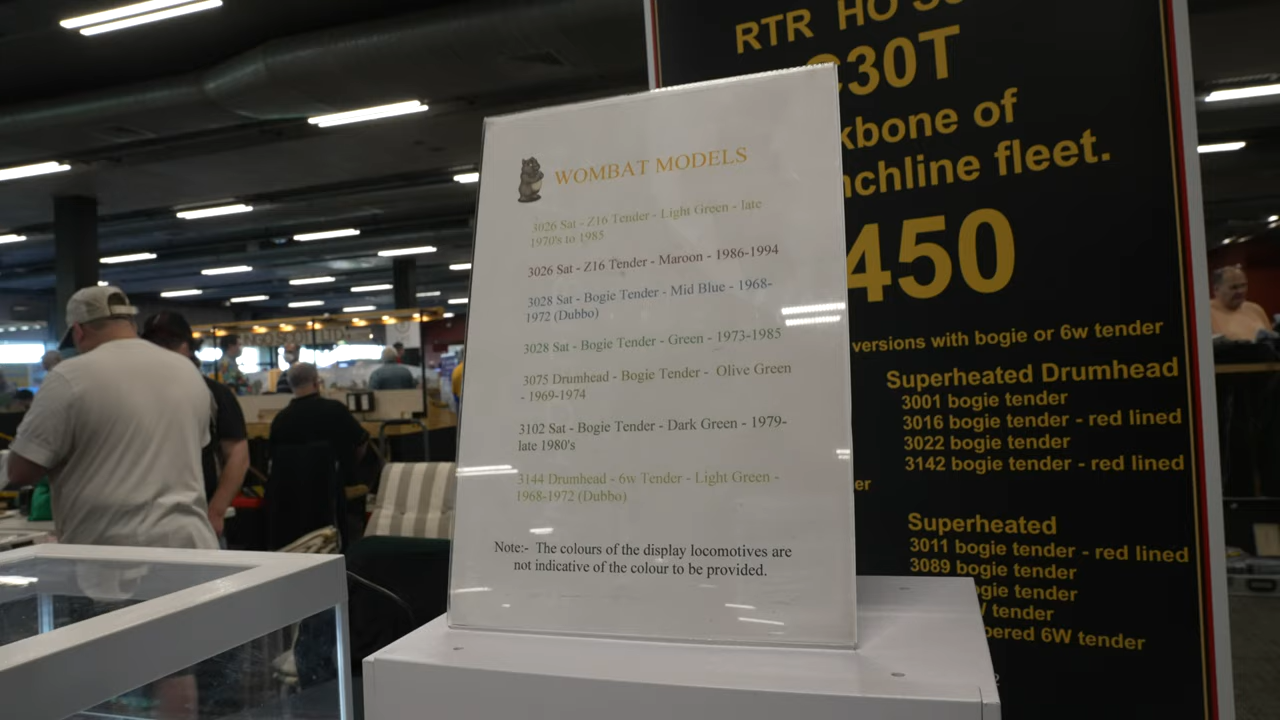 WOMBAT MODELS
3026 Sat - Z16 Tender - Light Green - late
1970's to 1985
3026 Sat - Z16 Tender - Maroon - 1986-1994
3028 Sat - Bogie Tender - Mid Blue - 1968-
1972 (Dubbo)
3028 Sat - Bogie Tender - Green - 1973-1985
3075 Drumhead - Bogie Tender - Olive Green
- 1969-1974
3102 Sat - Bogie Tender - Dark Green - 1979-
late 1980's
3144 Drumhead - 6w Tender - Light Green -
1968-1972 (Dubbo)
Note:- The colours of the display locomotives are
not indicative of the colour to be provided.
RTR HO
30T
kbone of
nchline fleet.
450
versions with bogie or 6w tender
Superheated Drumhead
3001 bogie tender
3016 bogie tender - red lined
3022 bogie tender
3142 bogie tender - red lined
er
Superheated
3011 bogie tender - red lined
3089 bogie tender
ogie tender
tender
pered 6W tender